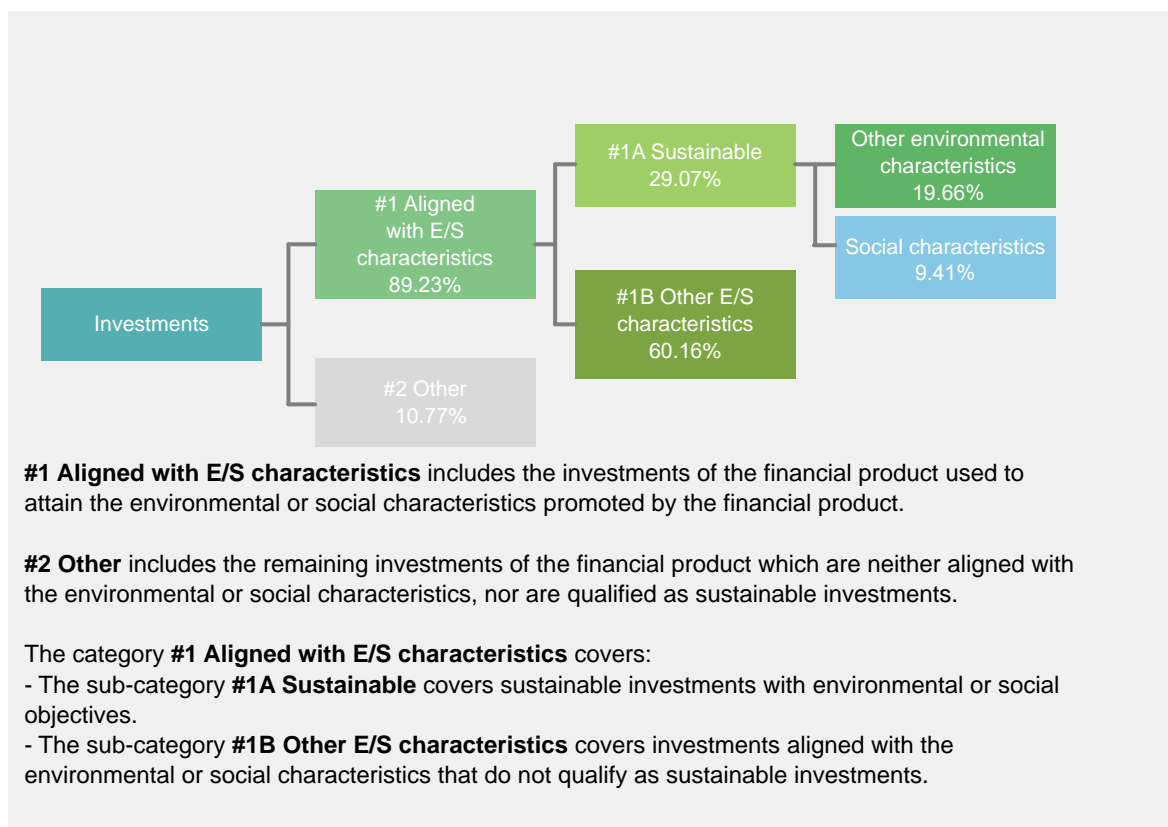 Investments
#1 Aligned
with E/S
characteristics
89.23%
#2 Other
10.77%
#1A Sustainable
29.07%
#1B Other E/S
characteristics
60.16%
Other environmental
characteristics
19.66%
Social characteristics
9.41%
#1 Aligned with E/S characteristics includes the investments of the financial product used to
attain the environmental or social characteristics promoted by the financial product.
#2 Other includes the remaining investments of the financial product which are neither aligned with
the environmental or social characteristics, nor are qualified as sustainable investments.
The category #1 Aligned with E/S characteristics covers:
- The sub-category #1A Sustainable covers sustainable investments with environmental or social
objectives.
- The sub-category #1B Other E/S characteristics covers investments aligned with the
environmental or social characteristics that do not qualify as sustainable investments.